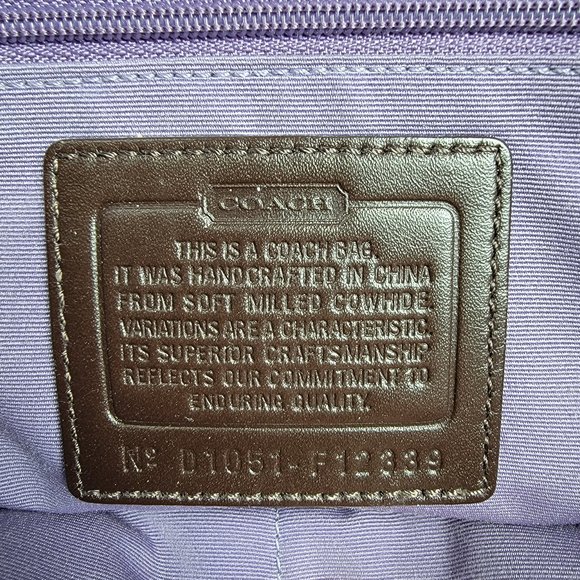 COACH
THIS IS A COACH BAG.
IT WAS HANDCRAFTED IN CHINA
FROM SOFT MILLED COWHIDE.
VARIATIONS ARE A CHARACTERISTIC.
ITS SUPERIOR CRAFTSMANSHIP
REFLECTS OUR COMMITMENT TO
ENDURING QUALITY.
Nº D1051-F12339